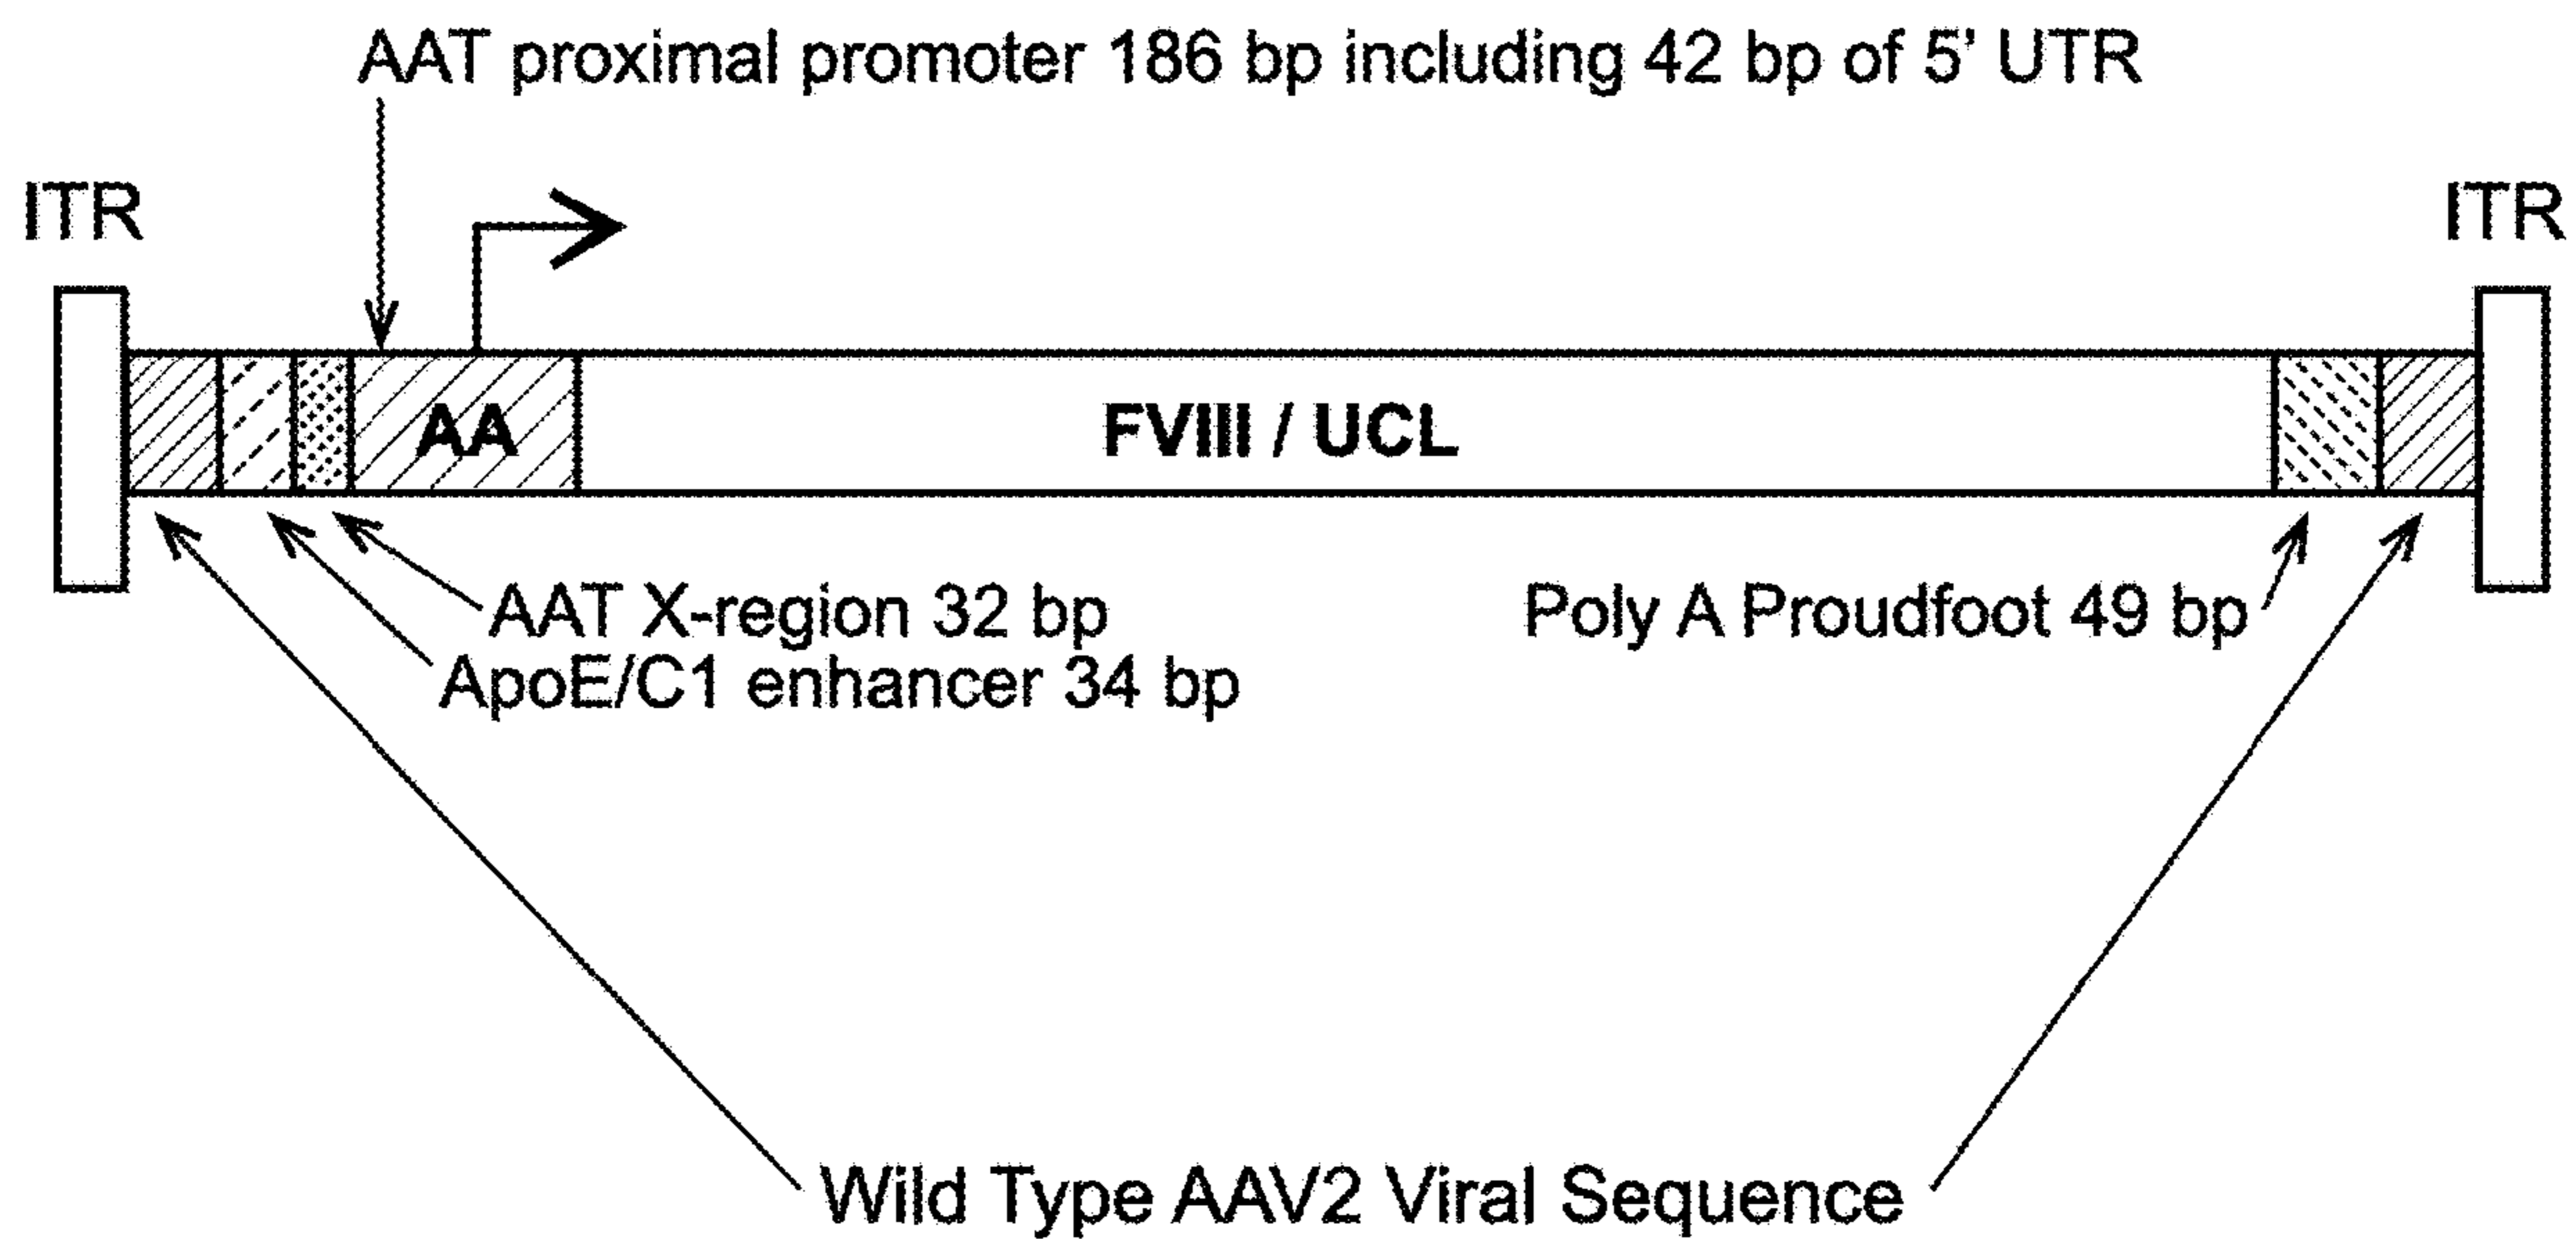 AAT proximal promoter 186 bp including 42 bp of 5' UTR
ITR
ITR
AA
FVIII / UCL
AAT X-region 32 bp
Poly A Proudfoot 49 bp
ApoE/C1 enhancer 34 bp
Wild Type AAV2 Viral Sequence